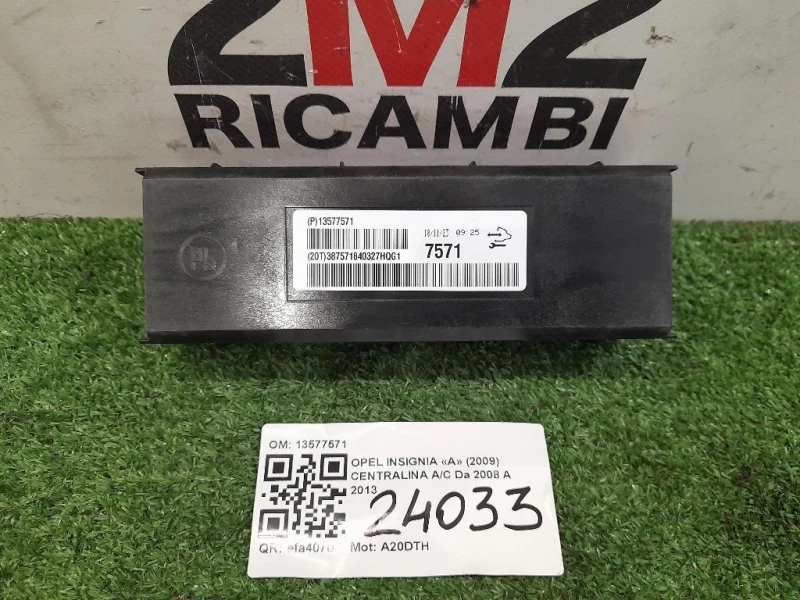 2M2
RICAMBI
(P)13577571
10/11/23 09:25
7571
(20T)387571840327HQG1
OM: 13577571
OPEL INSIGNIA «A» (2009)
CENTRALINA A/C Da 2008 A
2013
24033
Mot: A20DTH